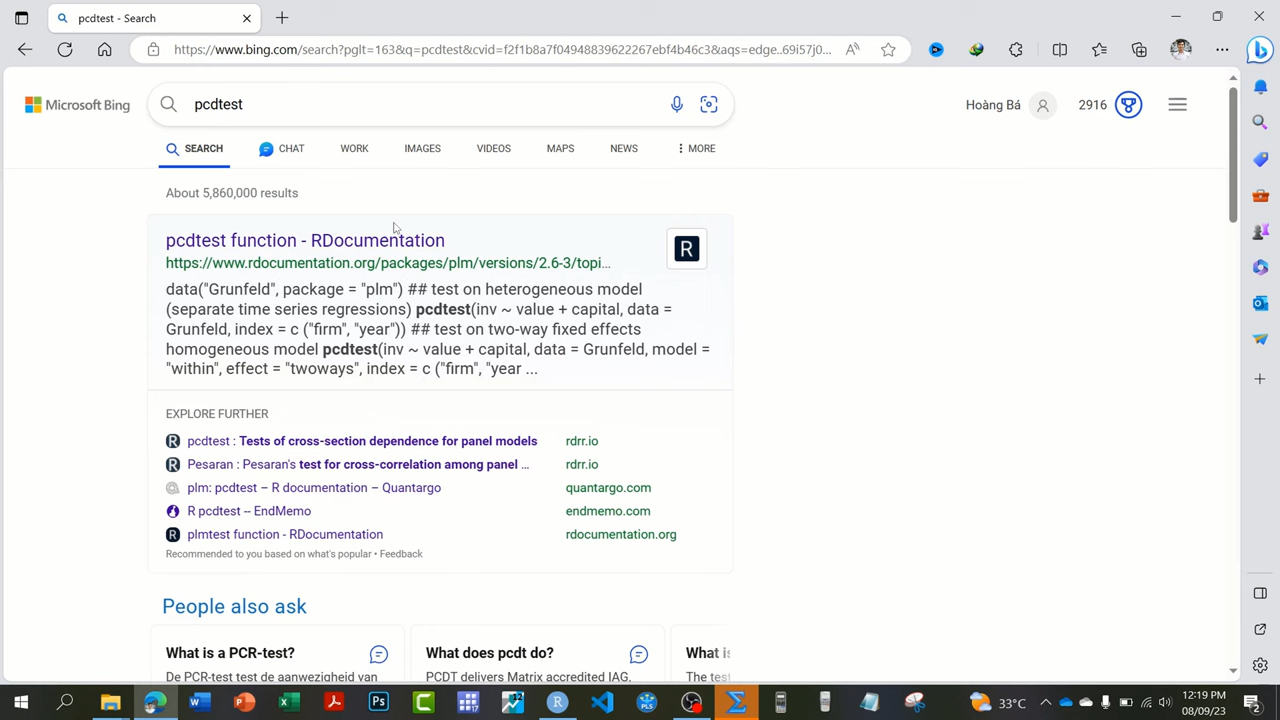 pcdtest - Search
https://www.bing.com/search?pglt=163&q=pcdtest&cvid=f2f1b8a7f04948839622267ebf4b46c3&aqs=edge..69i57j0...
Microsoft Bing
pcdtest
Hoàng Bá
2916
SEARCH
CHAT
WORK
IMAGES
VIDEOS
MAPS
NEWS
MORE
About 5,860,000 results
pcdtest function - RDocumentation
https://www.rdocumentation.org/packages/plm/versions/2.6-3/topi...
data("Grunfeld", package = "plm") ## test on heterogeneous model
(separate time series regressions) pcdtest(inv ~ value + capital, data =
Grunfeld, index = c ("firm", "year")) ## test on two-way fixed effects
homogeneous model pcdtest(inv ~ value + capital, data = Grunfeld, model =
"within", effect = "twoways", index = c ("firm", "year ...
R
EXPLORE FURTHER
pcdtest : Tests of cross-section dependence for panel models rdrr.io
Pesaran : Pesaran's test for cross-correlation among panel ... rdrr.io
plm: pcdtest – R documentation – Quantargo quantargo.com
R pcdtest -- EndMemo endmemo.com
plmtest function - RDocumentation rdocumentation.org
Recommended to you based on what's popular • Feedback
People also ask
What is a PCR-test?
De PCR-test test de aanwezigheid van
What does pcdt do?
PCDT delivers Matrix accredited IAG,
What is
The test
33°C
ENG
12:19 PM
08/09/23